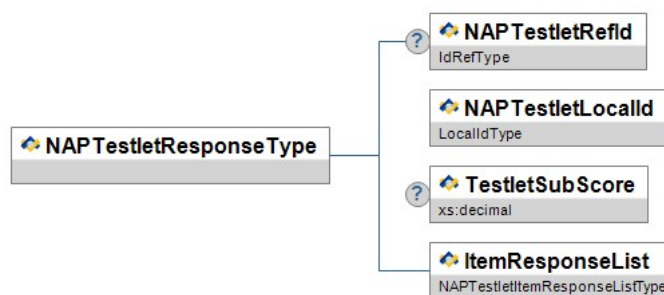 ?
NAPTestletRefId
IdRefType
NAPTestletLocalId
LocalIdType
NAPTestletResponseType
?
TestletSubScore
xs:decimal
ItemResponseList
NAPTestletItemResponseListType